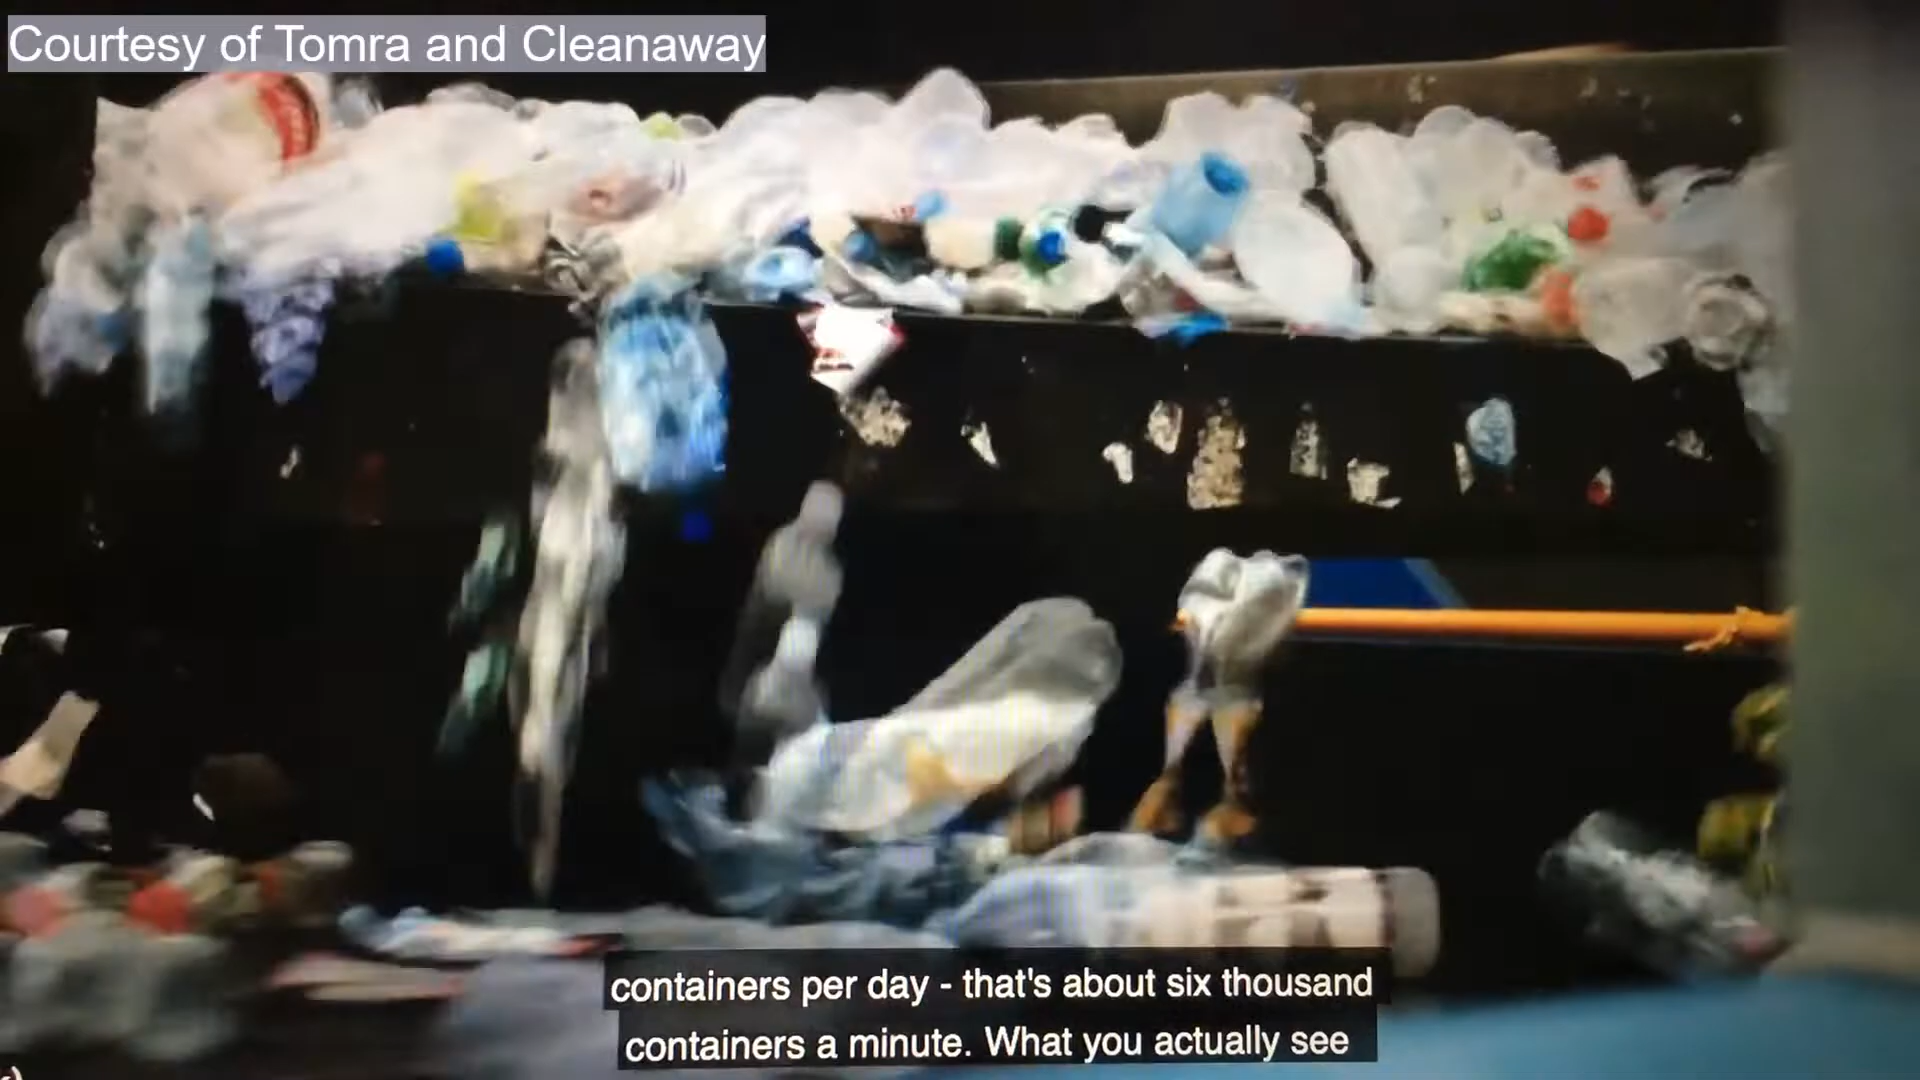 Courtesy of Tomra and Cleanaway
containers per day - that's about six thousand
containers a minute. What you actually see